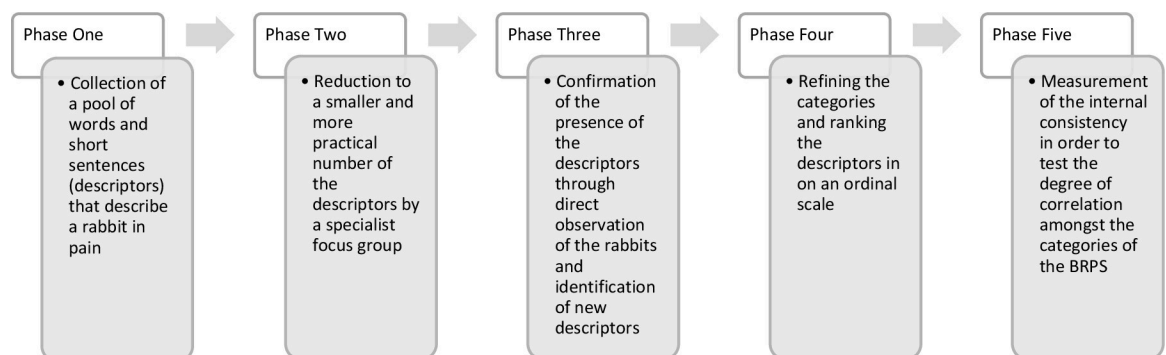 Phase One
• Collection of
a pool of
words and
short
sentences
(descriptors)
that describe
a rabbit in
pain
Phase Two
• Reduction to
a smaller and
more
practical
number of
the
descriptors by
a specialist
focus group
Phase Three
• Confirmation
of the
presence of
the
descriptors
through
direct
observation
of the rabbits
and
identification
of new
descriptors
Phase Four
• Refining the
categories
and ranking
the
descriptors in
on an ordinal
scale
Phase Five
• Measurement
of the internal
consistency
in order to
test the
degree of
correlation
amongst the
categories of
the BRPS